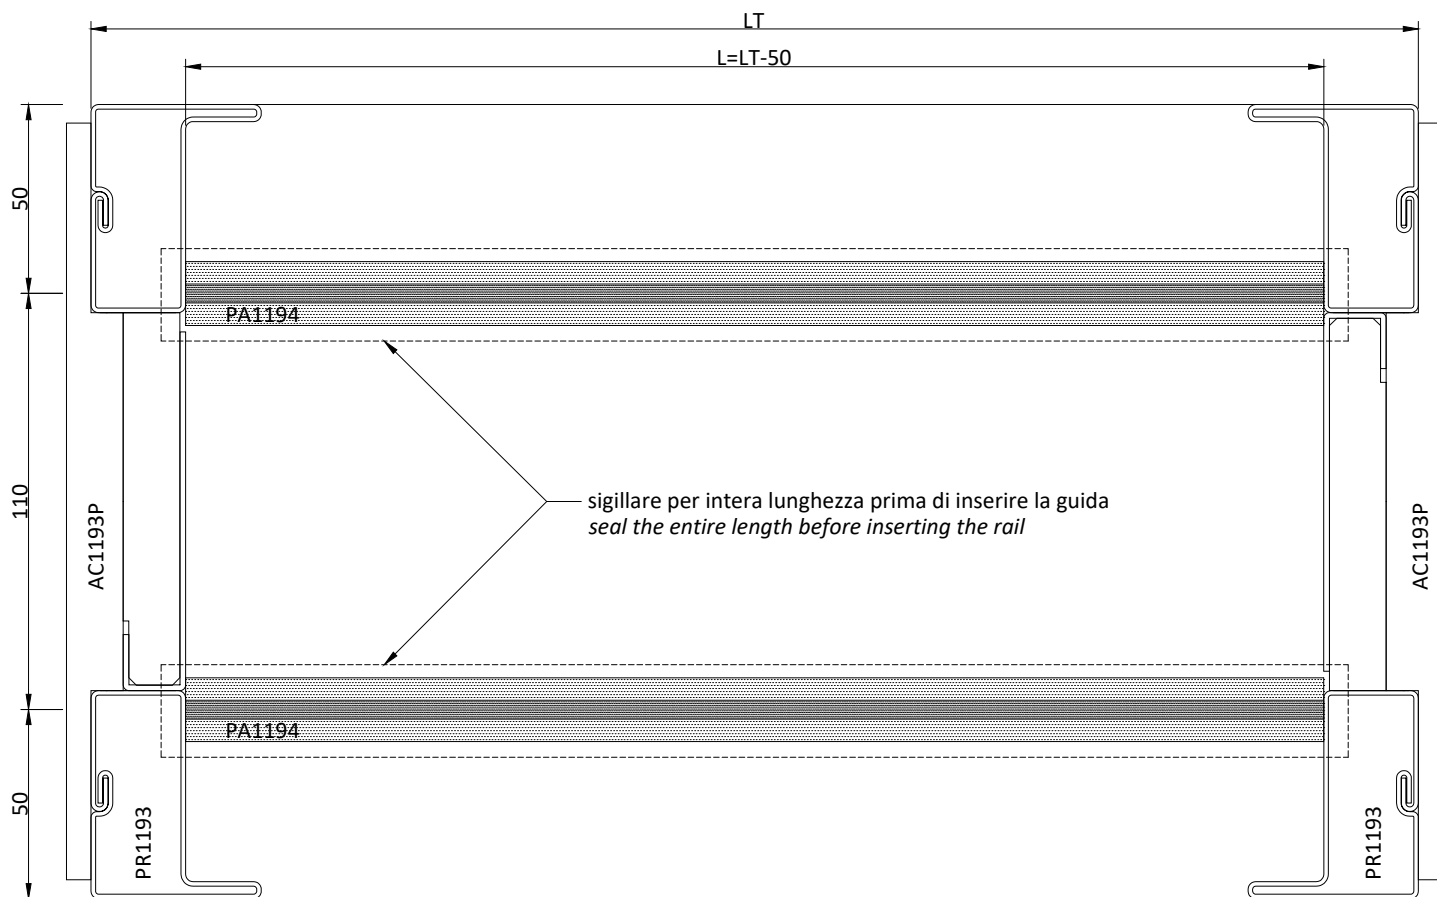 LT
L=LT-50
50
PA1194
110
AC1193P
sigillare per intera lunghezza prima di inserire la guida
seal the entire length before inserting the rail
AC1193P
PA1194
50
PR1193
PR1193